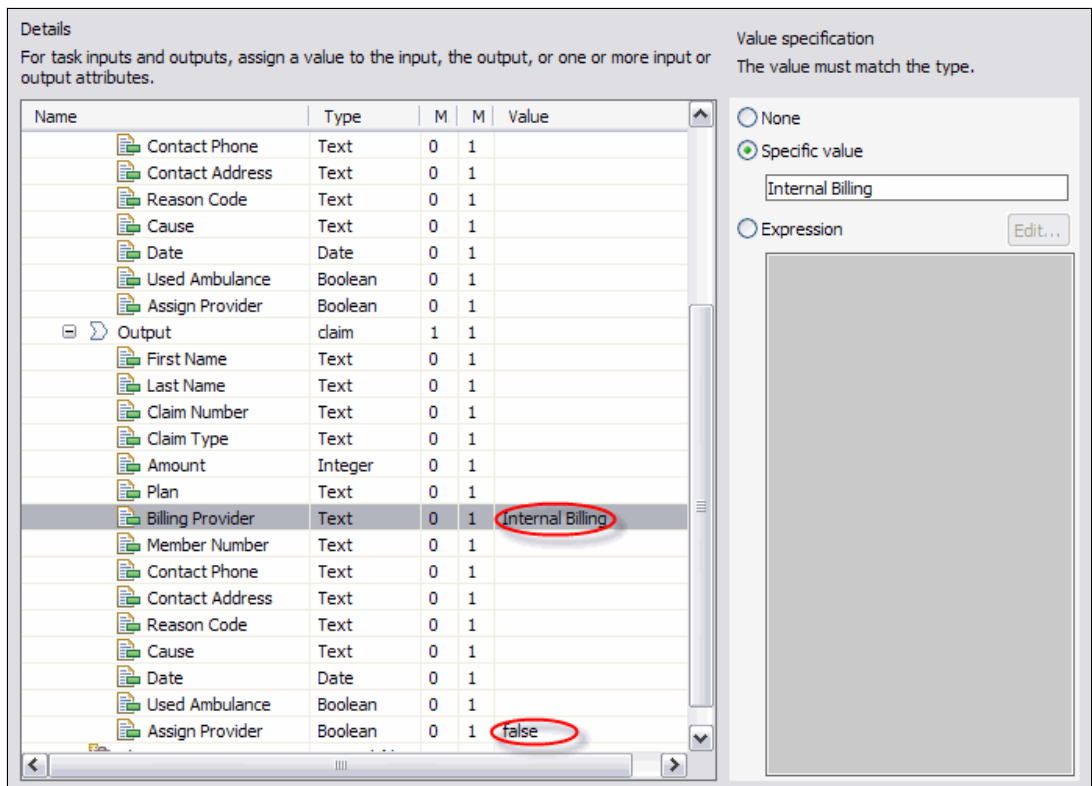 Details
For task inputs and outputs, assign a value to the input, the output, or one or more input or
output attributes.
Name Type M M Value
Contact Phone Text 0 1
Contact Address Text 0 1
Reason Code Text 0 1
Cause Text 0 1
Date Date 0 1
Used Ambulance Boolean 0 1
Assign Provider Boolean 0 1
Output claim 1 1
First Name Text 0 1
Last Name Text 0 1
Claim Number Text 0 1
Claim Type Text 0 1
Amount Integer 0 1
Plan Text 0 1
Billing Provider Text 0 1 Internal Billing
Member Number Text 0 1
Contact Phone Text 0 1
Contact Address Text 0 1
Reason Code Text 0 1
Cause Text 0 1
Date Date 0 1
Used Ambulance Boolean 0 1
Assign Provider Boolean 0 1 false
Value specification
The value must match the type.
None
Specific value
Internal Billing
Expression Edit...